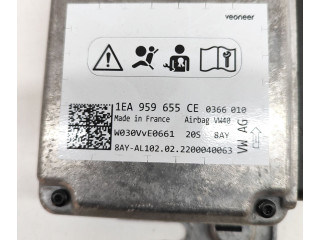 veoneer
1EA 959 655 CE 0366 010
Made in France Airbag VW40
W030VvE0661 20S 8AY
8AY-AL102.02.2200040063
VW AG